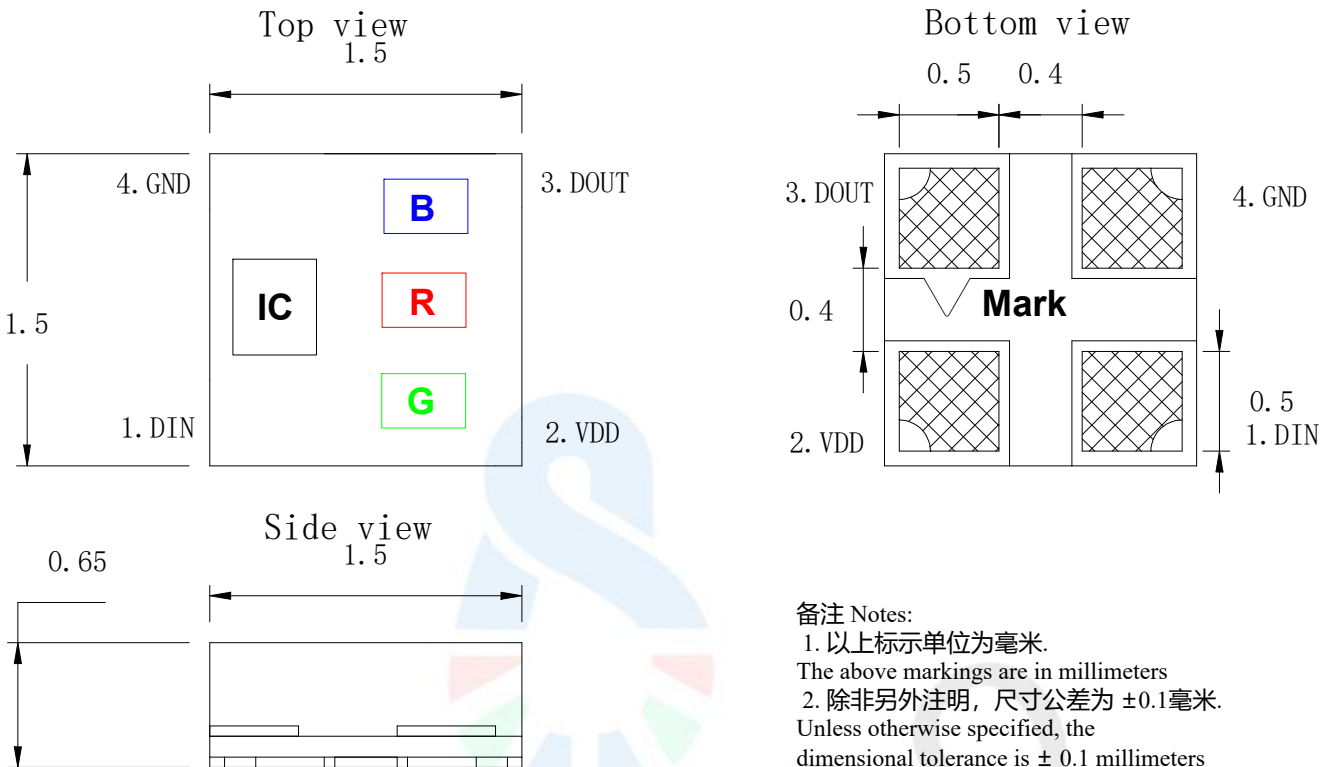 Top view
1.5
4. GND
3. DOUT
B
IC
R
G
1.5
1. DIN
2. VDD
Bottom view
0.5
0.4
3. DOUT
4. GND
0.4
Mark
0.5
1. DIN
2. VDD
Side view
1.5
0.65
备注 Notes:
1. 以上标示单位为毫米.
The above markings are in millimeters
2. 除非另外注明，尺寸公差为 ±0.1毫米.
Unless otherwise specified, the
dimensional tolerance is ± 0.1 millimeters